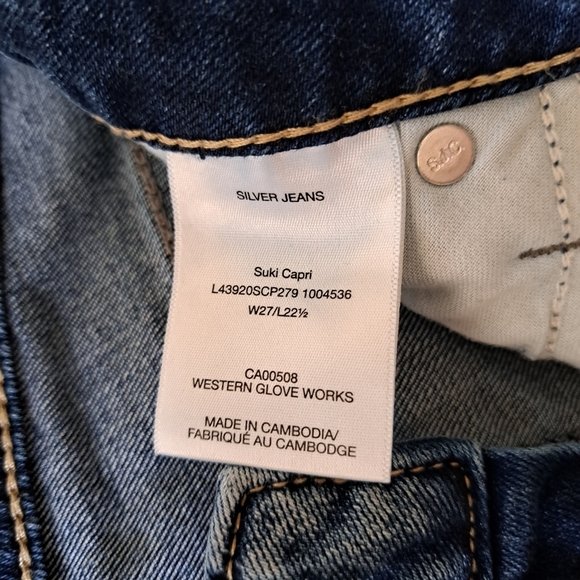 SILVER JEANS
Suki Capri
L43920SCP279 1004536
W27/L22½
CA00508
WESTERN GLOVE WORKS
MADE IN CAMBODIA/
FABRIQUÉ AU CAMBODGE